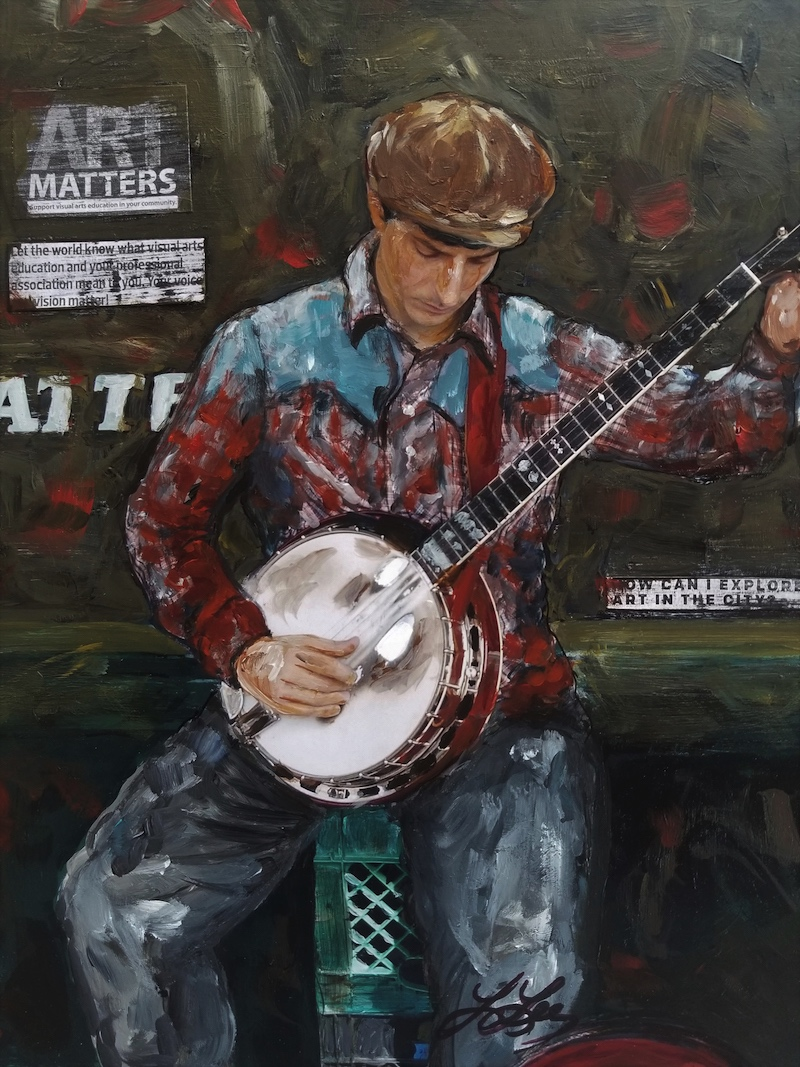 ART
MATTERS
Support visual arts education in your community.
Let the world know what visual arts
education and your professional
association mean to you. Your voice
vision matter!
ATTE
HOW CAN I EXPLORE
ART IN THE CITY?